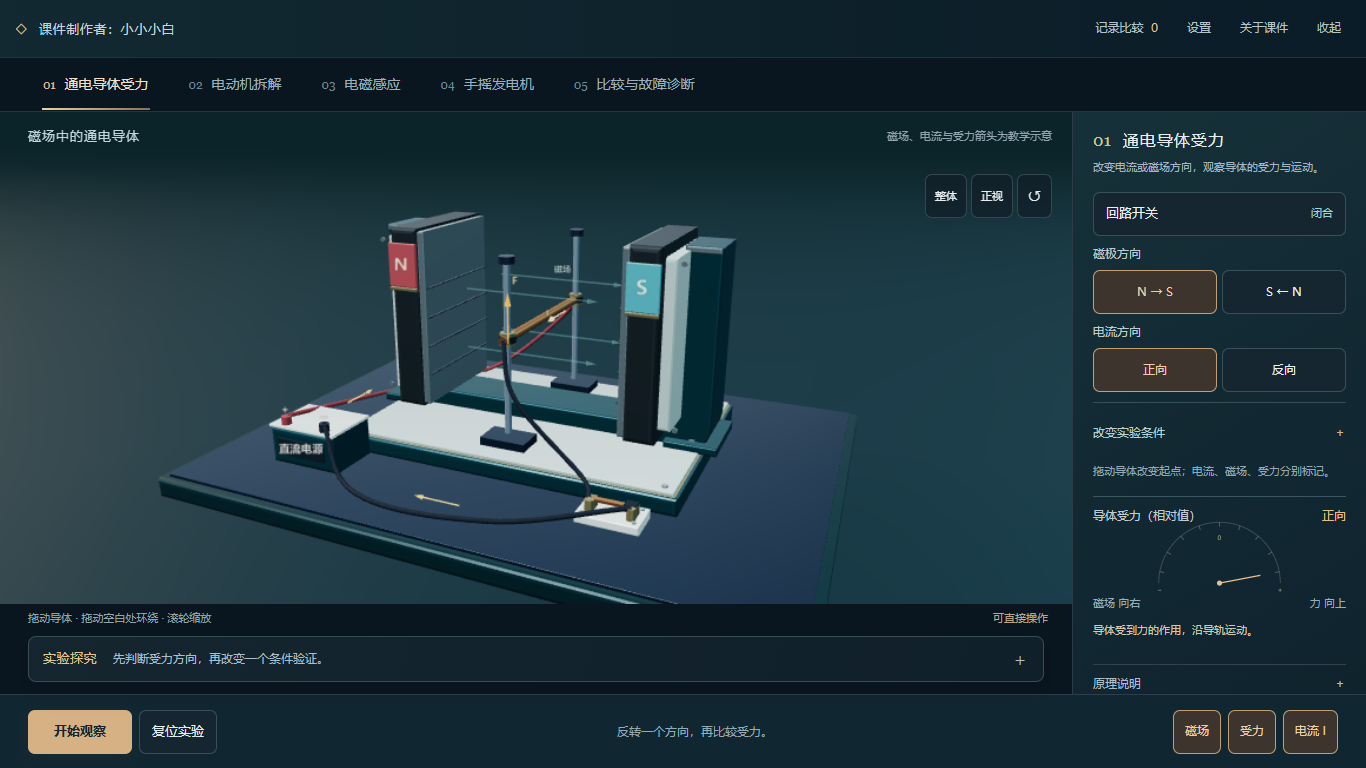 课件制作者：小小小白
记录比较 0 设置 关于课件 收起
01 通电导体受力 02 电动机拆解 03 电磁感应 04 手摇发电机 05 比较与故障诊断
磁场中的通电导体
磁场、电流与受力箭头为教学示意
整体 正视 ↺
N
S
磁场
F
直流电源
拖动导体 · 拖动空白处环绕 · 滚轮缩放
可直接操作
实验探究 先判断受力方向，再改变一个条件验证。 +
01 通电导体受力
改变电流或磁场方向，观察导体的受力与运动。
回路开关 闭合
磁极方向
N → S S ← N
电流方向
正向 反向
改变实验条件 +
拖动导体改变起点；电流、磁场、受力分别标记。
导体受力（相对值） 正向
0
− +
磁场 向右 力 向上
导体受到力的作用，沿导轨运动。
原理说明 +
开始观察 复位实验
反转一个方向，再比较受力。
磁场 受力 电流 I